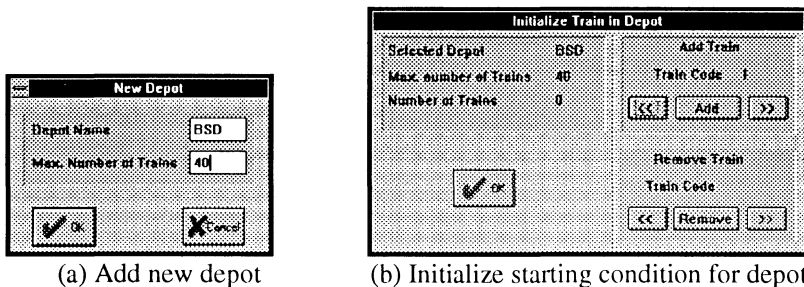 New Depot
Depot Name BSD
Max. Number of Trains 40
OK Cancel
(a) Add new depot
Initialize Train in Depot
Selected Depot BSD
Max. number of Trains 40
Number of Trains 0
OK
Add Train
Train Code 1
<< Add >>
Remove Train
Train Code
<< Remove >>
(b) Initialize starting condition for depot